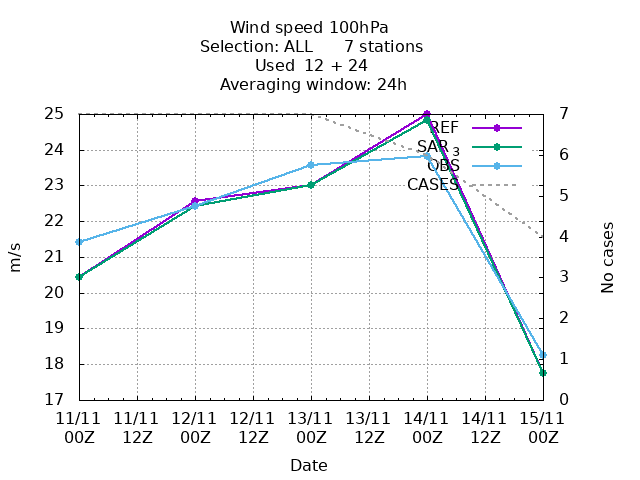 Wind speed 100hPa
Selection: ALL 7 stations
Used 12 + 24
Averaging window: 24h
25 7
REF
24
SAR 3
6
OBS
23
CASES
5
22
m/s
No cases
4
21
3
20
2
19
1
18
17 0
11/11 11/11 12/11 12/11 13/11 13/11 14/11 14/11 15/11
00Z 12Z 00Z 12Z 00Z 12Z 00Z 12Z 00Z
Date